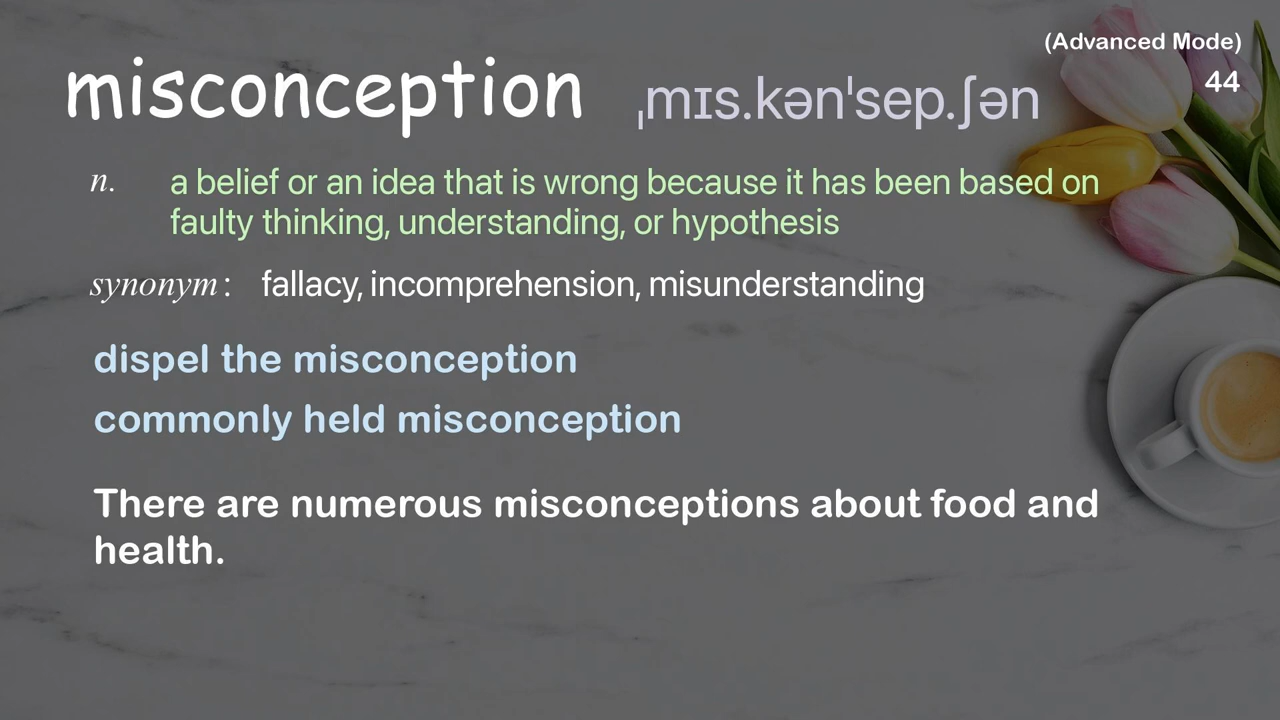 (Advanced Mode)
44
misconception ˌmɪs.kənˈsep.ʃən
n. a belief or an idea that is wrong because it has been based on
faulty thinking, understanding, or hypothesis
synonym: fallacy, incomprehension, misunderstanding
dispel the misconception
commonly held misconception
There are numerous misconceptions about food and
health.